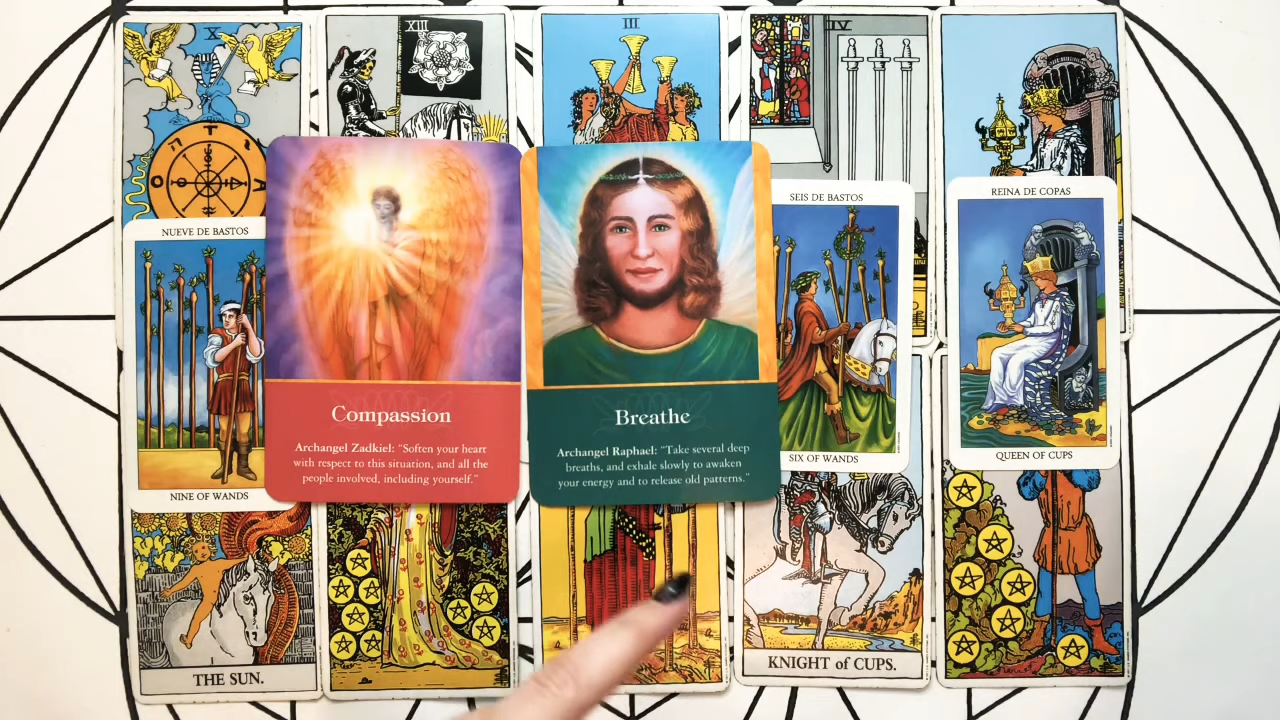 X
XIII
III
IV
T
A
O
NUEVE DE BASTOS
SEIS DE BASTOS
REINA DE COPAS
Compassion
Archangel Zadkiel: “Soften your heart
with respect to this situation, and all the
people involved, including yourself.”
Breathe
Archangel Raphael: “Take several deep
breaths, and exhale slowly to awaken
your energy and to release old patterns.”
NINE OF WANDS
SIX OF WANDS
QUEEN OF CUPS
THE SUN.
KNIGHT of CUPS.